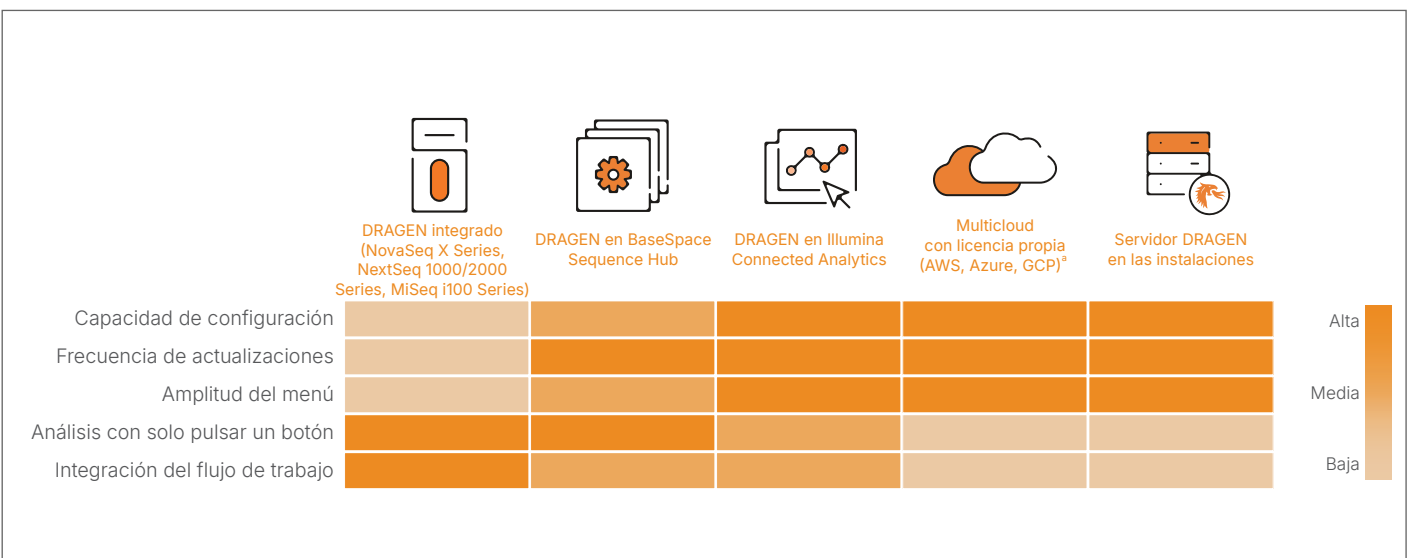 DRAGEN integrado
(NovaSeq X Series,
NextSeq 1000/2000
Series, MiSeq i100 Series)
DRAGEN en BaseSpace
Sequence Hub
DRAGEN en Illumina
Connected Analytics
Multicloud
con licencia propia
(AWS, Azure, GCP)ª
Servidor DRAGEN
en las instalaciones
Capacidad de configuración
Frecuencia de actualizaciones
Amplitud del menú
Análisis con solo pulsar un botón
Integración del flujo de trabajo
Alta
Media
Baja